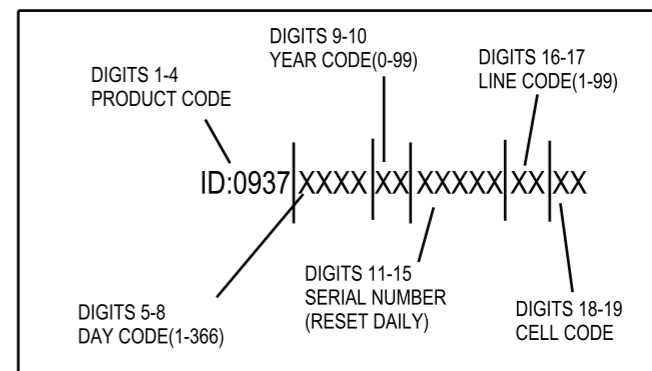 DIGITS 9-10
YEAR CODE(0-99)
DIGITS 16-17
LINE CODE(1-99)
DIGITS 1-4
PRODUCT CODE
ID:0937 XXXX XX XXXXX XX XX
DIGITS 11-15
SERIAL NUMBER
(RESET DAILY)
DIGITS 5-8
DAY CODE(1-366)
DIGITS 18-19
CELL CODE